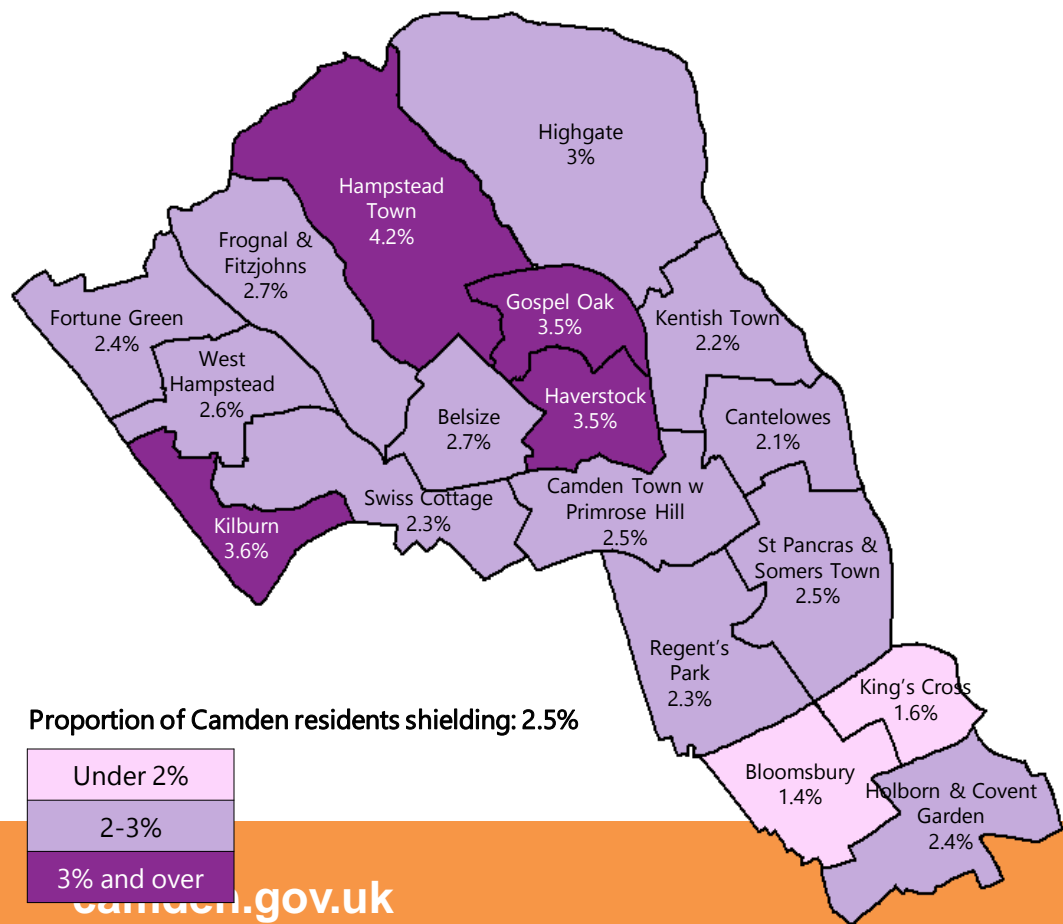 Highgate
3%
Hampstead
Town
4.2%
Frognal &
Fitzjohns
2.7%
Gospel Oak
3.5%
Fortune Green
2.4%
Kentish Town
2.2%
West
Hampstead
2.6%
Haverstock
3.5%
Belsize
2.7%
Cantelowes
2.1%
Swiss Cottage
2.3%
Camden Town w
Primrose Hill
2.5%
Kilburn
3.6%
St Pancras &
Somers Town
2.5%
Regent's
Park
2.3%
King's Cross
1.6%
Bloomsbury
1.4%
Holborn & Covent
Garden
2.4%
Proportion of Camden residents shielding: 2.5%
Under 2%
2-3%
3% and over
camden.gov.uk